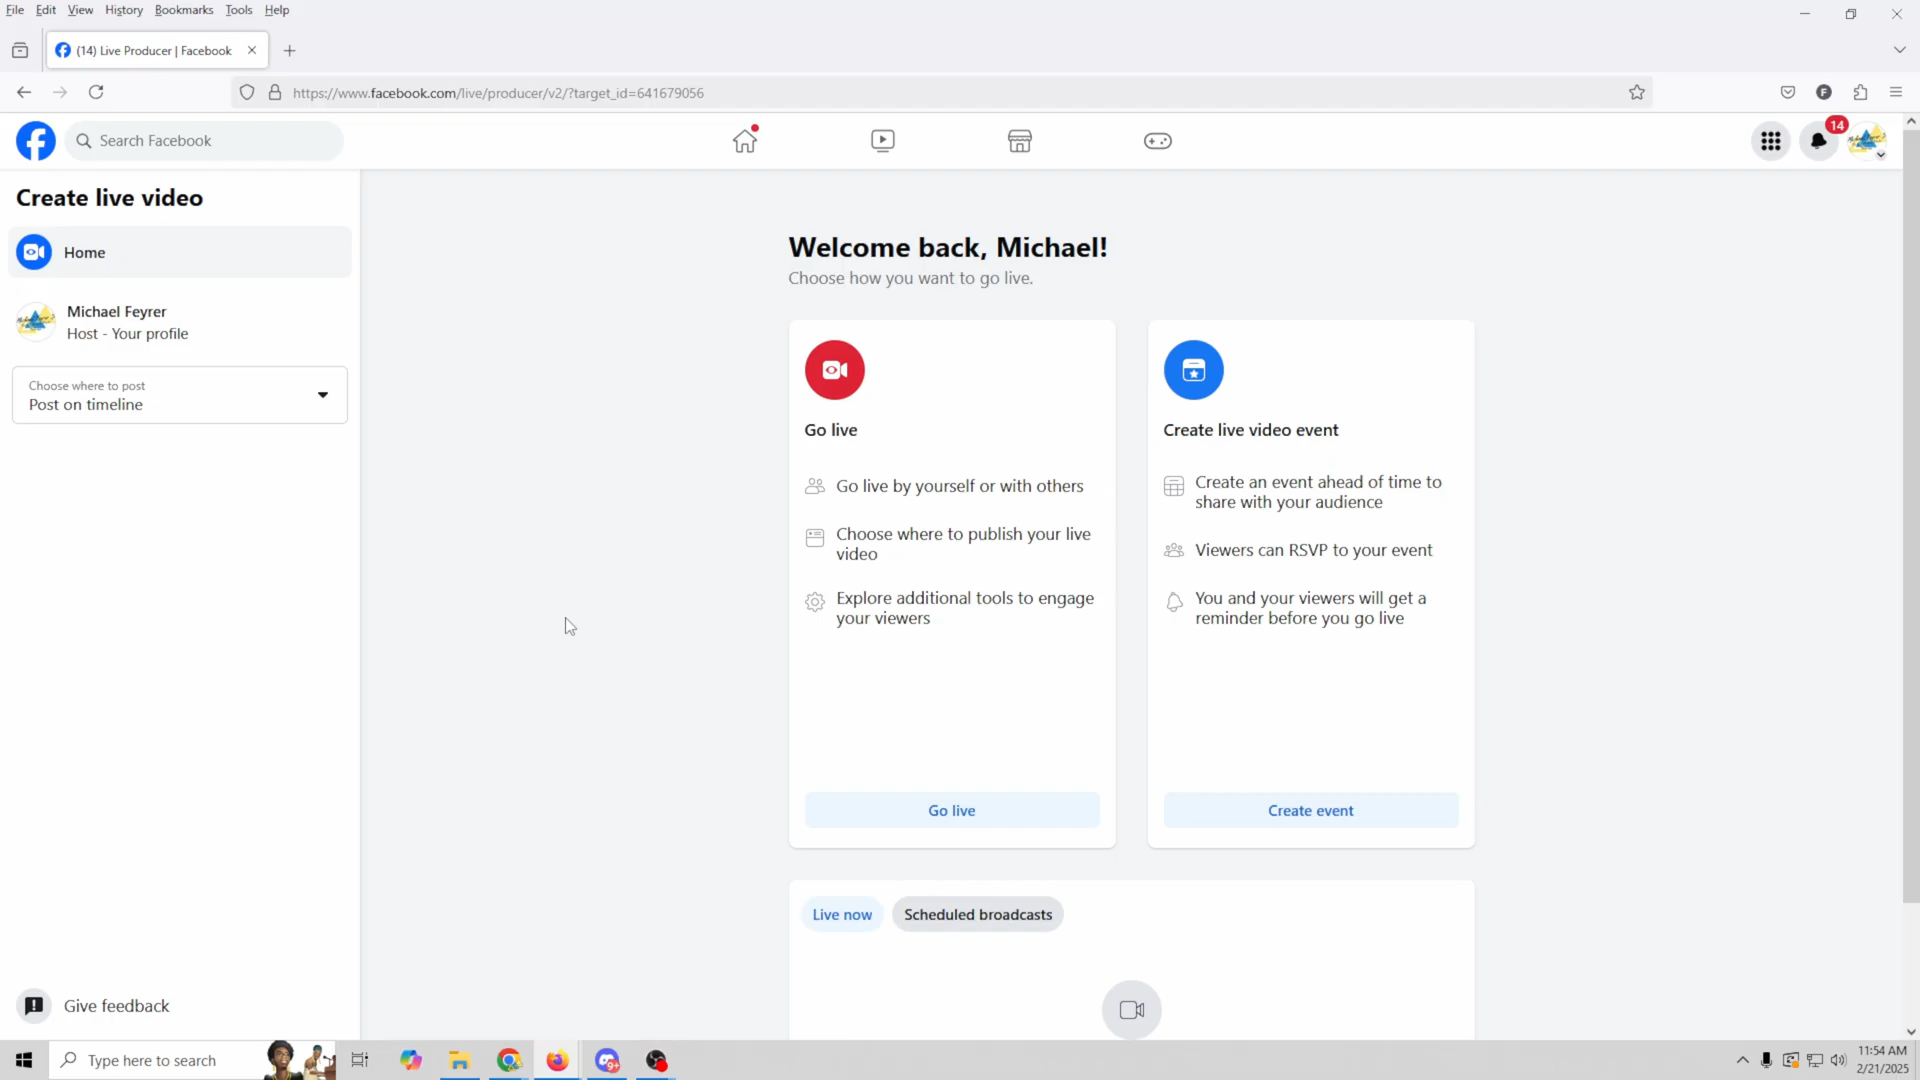 File Edit View History Bookmarks Tools Help
(14) Live Producer | Facebook
https://www.facebook.com/live/producer/v2/?target_id=641679056
Search Facebook
14
Create live video
Home
Michael Feyrer
Host - Your profile
Choose where to post
Post on timeline
Give feedback
Welcome back, Michael!
Choose how you want to go live.
Go live
Go live by yourself or with others
Choose where to publish your live
video
Explore additional tools to engage
your viewers
Go live
Create live video event
Create an event ahead of time to
share with your audience
Viewers can RSVP to your event
You and your viewers will get a
reminder before you go live
Create event
Live now
Scheduled broadcasts
Type here to search
9+
11:54 AM
2/21/2025